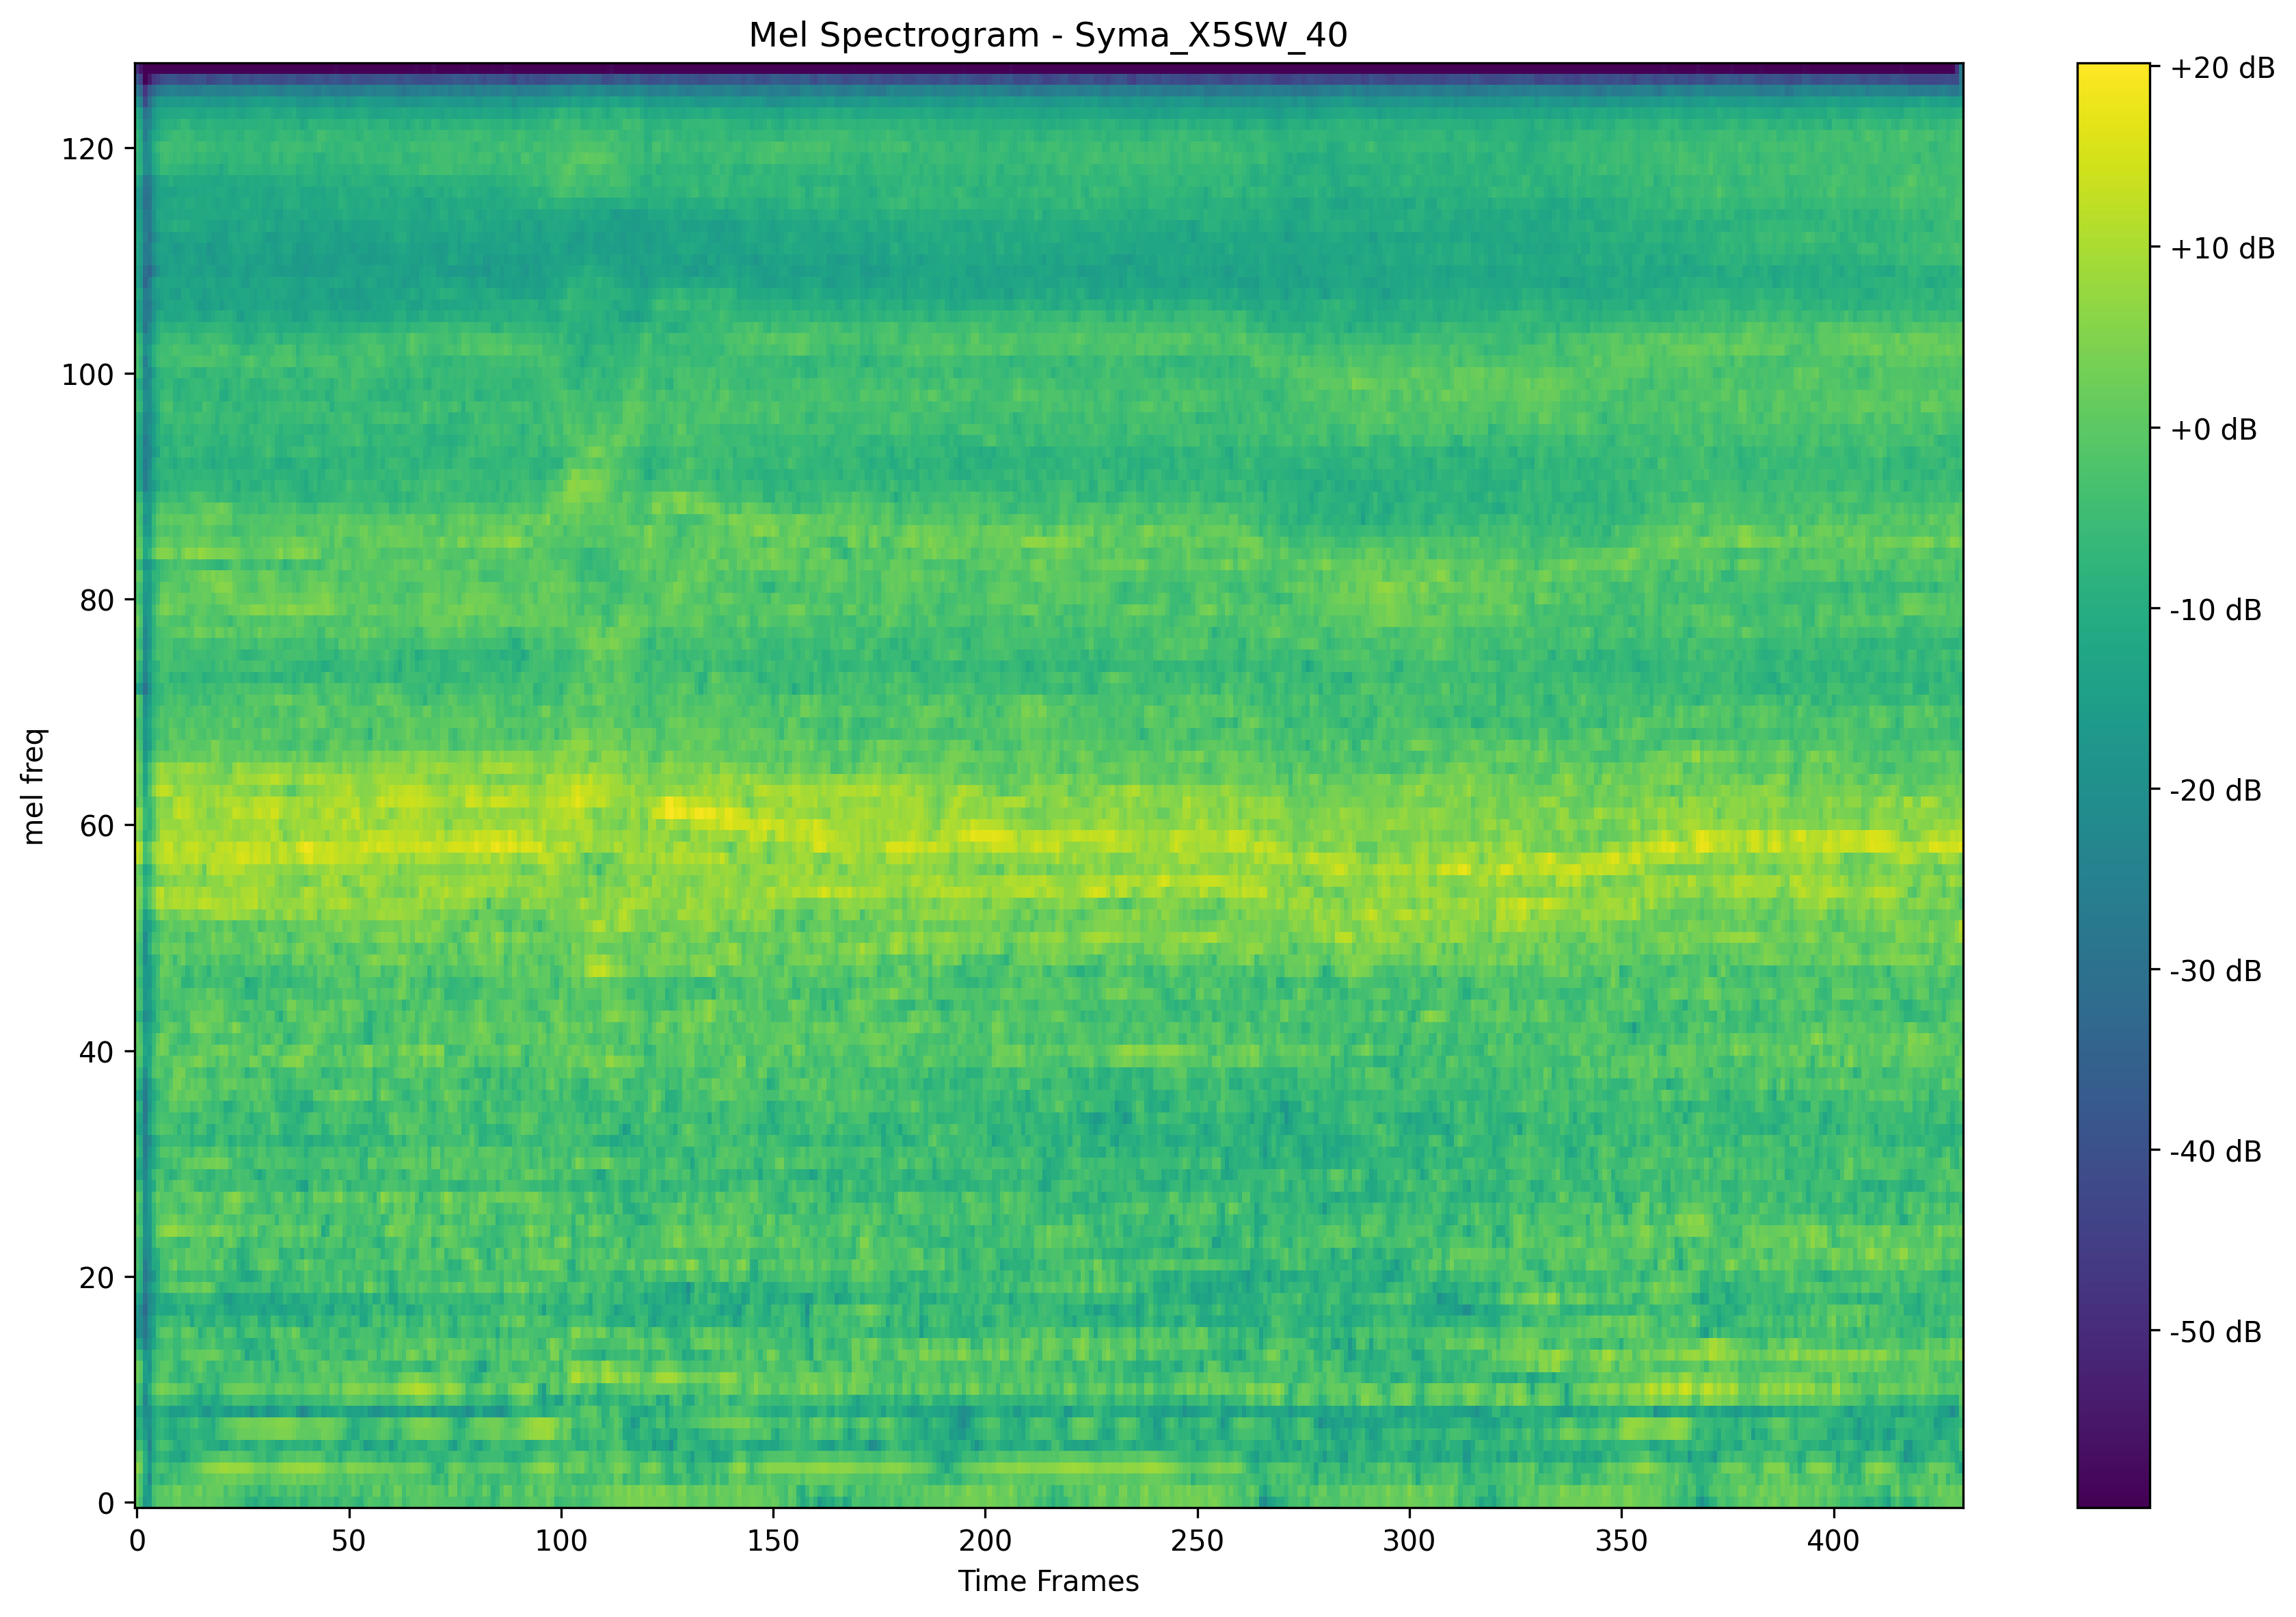 Mel Spectrogram - Syma_X5SW_40
mel freq
120
100
80
60
40
20
0
0 50 100 150 200 250 300 350 400
Time Frames
+20 dB
+10 dB
+0 dB
-10 dB
-20 dB
-30 dB
-40 dB
-50 dB